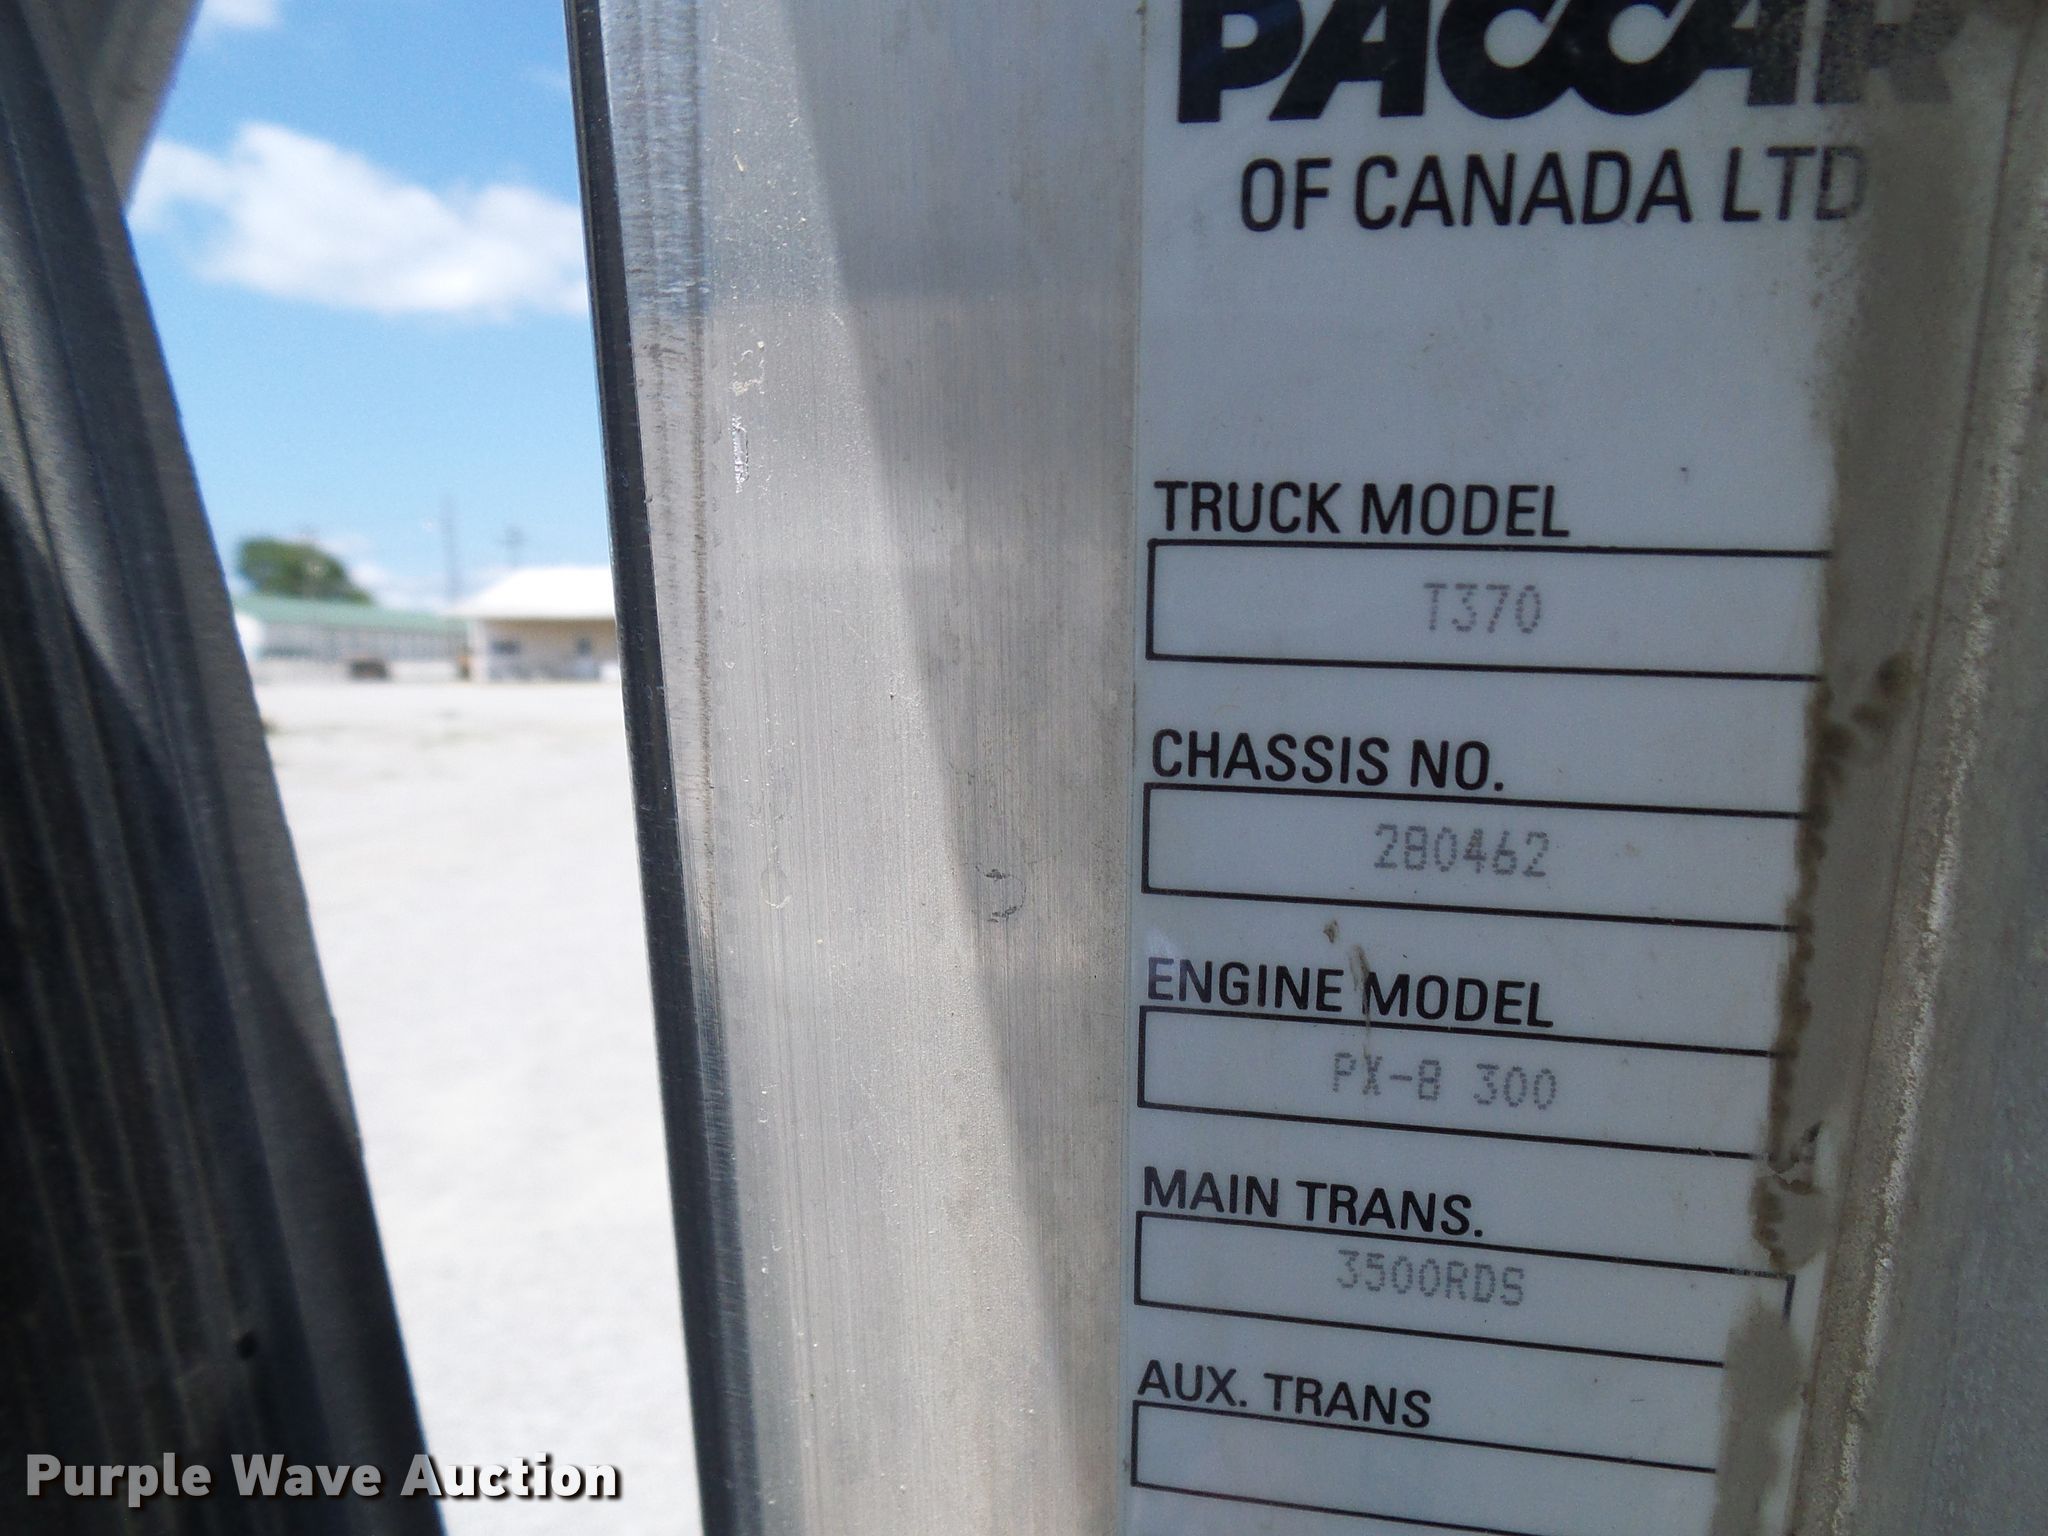 PACCAR
OF CANADA LTD
TRUCK MODEL
T370
CHASSIS NO.
280462
ENGINE MODEL
PX-8 300
MAIN TRANS.
3500RDS
AUX. TRANS
Purple Wave Auction